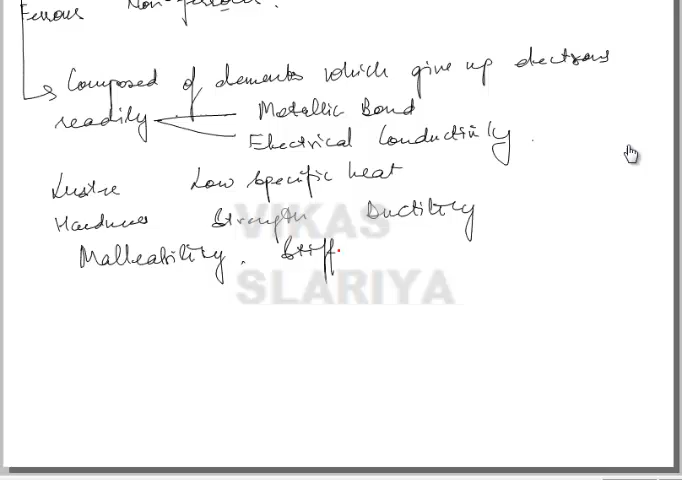 Ferrous Non-ferrous.
Composed of elements which give up electrons
readily Metallic Bond
Electrical Conductivity.
Lustre Low Specific heat
Hardness Strength Ductility
Malleability. Stiff
VIKAS
SLARIYA